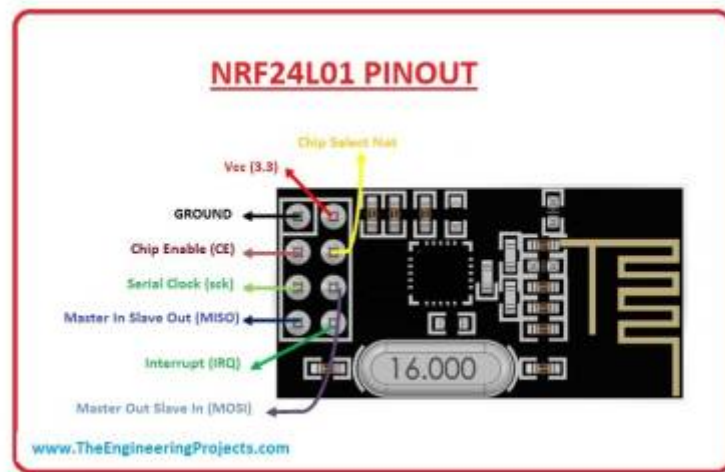 NRF24L01 PINOUT
Chip Select Not
Vcc (3.3)
GROUND
Chip Enable (CE)
Serial Clock (sck)
Master In Slave Out (MISO)
Interrupt (IRQ)
16.000
Master Out Slave In (MOSI)
www.TheEngineeringProjects.com